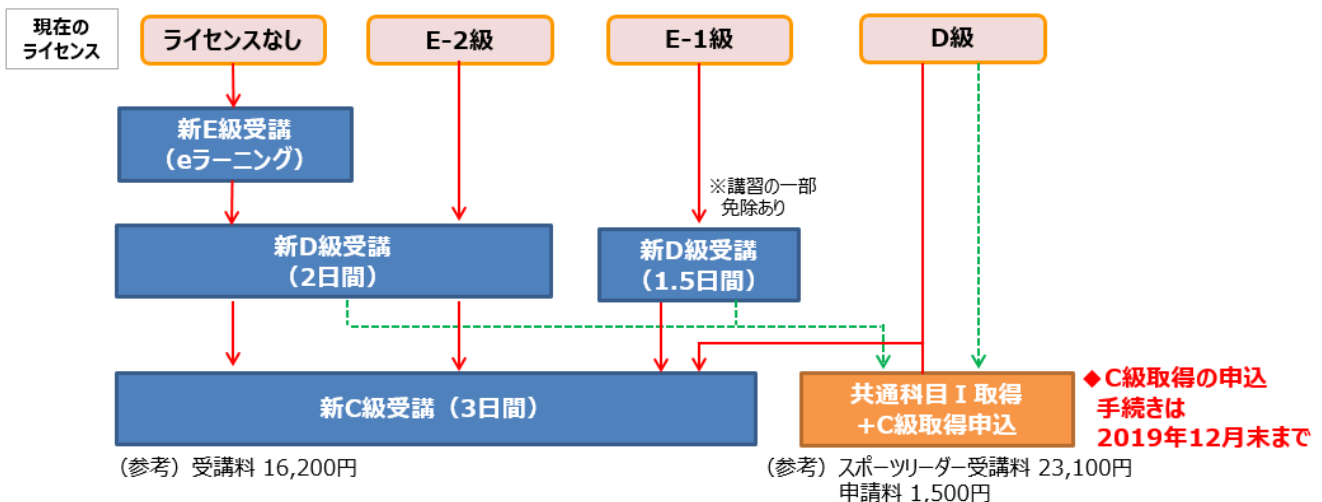 現在の
ライセンス
ライセンスなし
E-2級
E-1級
D級
新E級受講
（eラーニング）
※講習の一部
免除あり
新D級受講
（2日間）
新D級受講
（1.5日間）
新C級受講（3日間）
共通科目Ⅰ取得
+C級取得申込
◆C級取得の申込
手続きは
2019年12月末まで
（参考）受講料 16,200円
（参考）スポーツリーダー受講料 23,100円
申請料 1,500円